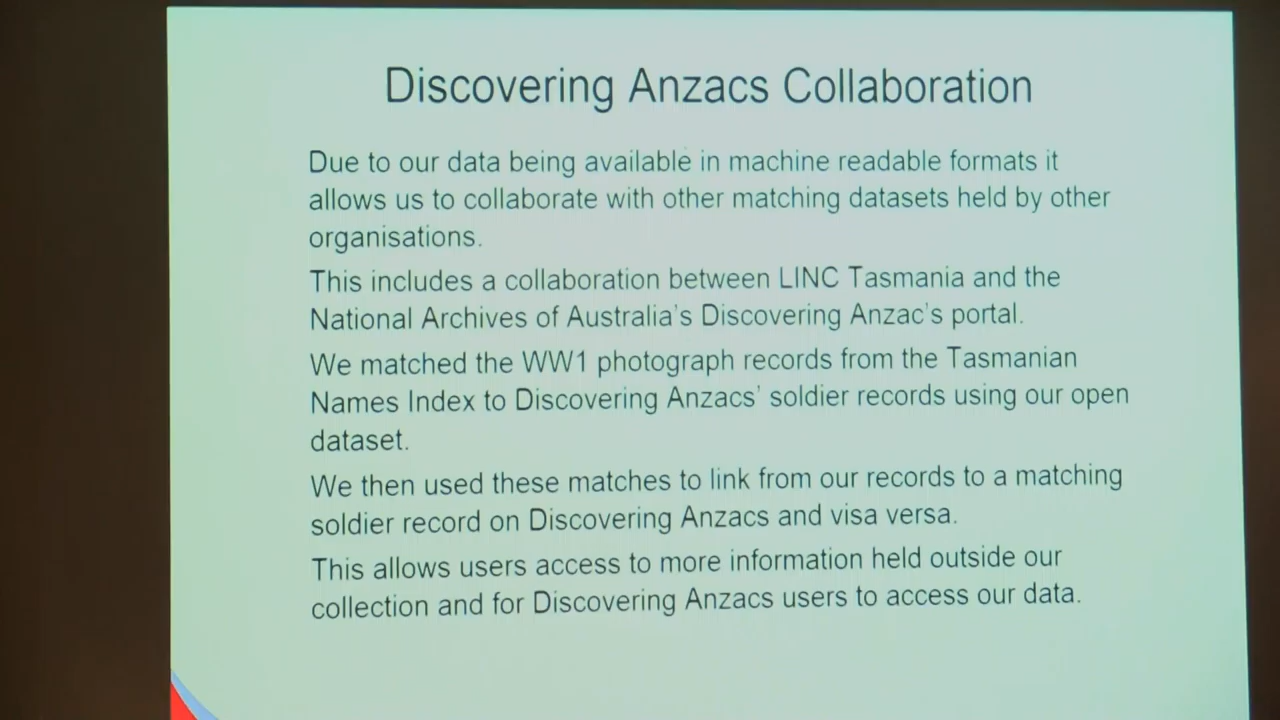 Discovering Anzacs Collaboration
Due to our data being available in machine readable formats it
allows us to collaborate with other matching datasets held by other
organisations.
This includes a collaboration between LINC Tasmania and the
National Archives of Australia's Discovering Anzac's portal.
We matched the WW1 photograph records from the Tasmanian
Names Index to Discovering Anzacs' soldier records using our open
dataset.
We then used these matches to link from our records to a matching
soldier record on Discovering Anzacs and visa versa.
This allows users access to more information held outside our
collection and for Discovering Anzacs users to access our data.